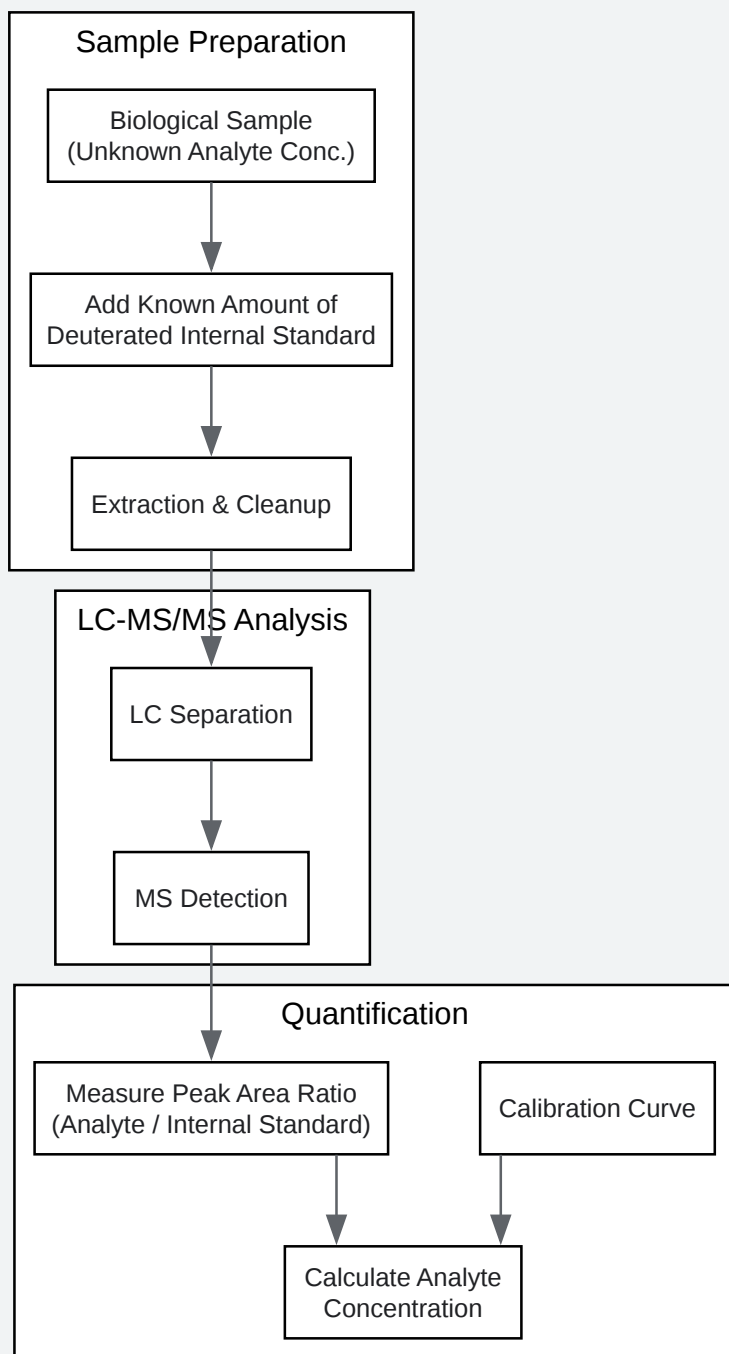 Sample Preparation
Biological Sample
(Unknown Analyte Conc.)
Add Known Amount of
Deuterated Internal Standard
Extraction & Cleanup
LC-MS/MS Analysis
LC Separation
MS Detection
Quantification
Measure Peak Area Ratio
(Analyte / Internal Standard)
Calibration Curve
Calculate Analyte
Concentration